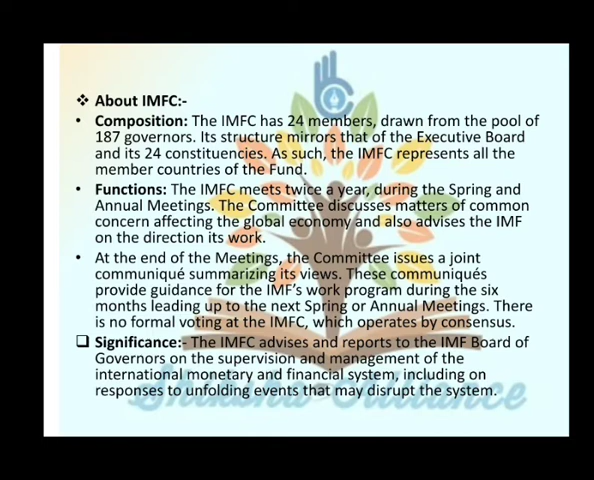 ❖ About IMFC:-
• Composition: The IMFC has 24 members, drawn from the pool of
187 governors. Its structure mirrors that of the Executive Board
and its 24 constituencies. As such, the IMFC represents all the
member countries of the Fund.
• Functions: The IMFC meets twice a year, during the Spring and
Annual Meetings. The Committee discusses matters of common
concern affecting the global economy and also advises the IMF
on the direction its work.
• At the end of the Meetings, the Committee issues a joint
communiqué summarizing its views. These communiqués
provide guidance for the IMF's work program during the six
months leading up to the next Spring or Annual Meetings. There
is no formal voting at the IMFC, which operates by consensus.
❑ Significance:- The IMFC advises and reports to the IMF Board of
Governors on the supervision and management of the
international monetary and financial system, including on
responses to unfolding events that may disrupt the system.